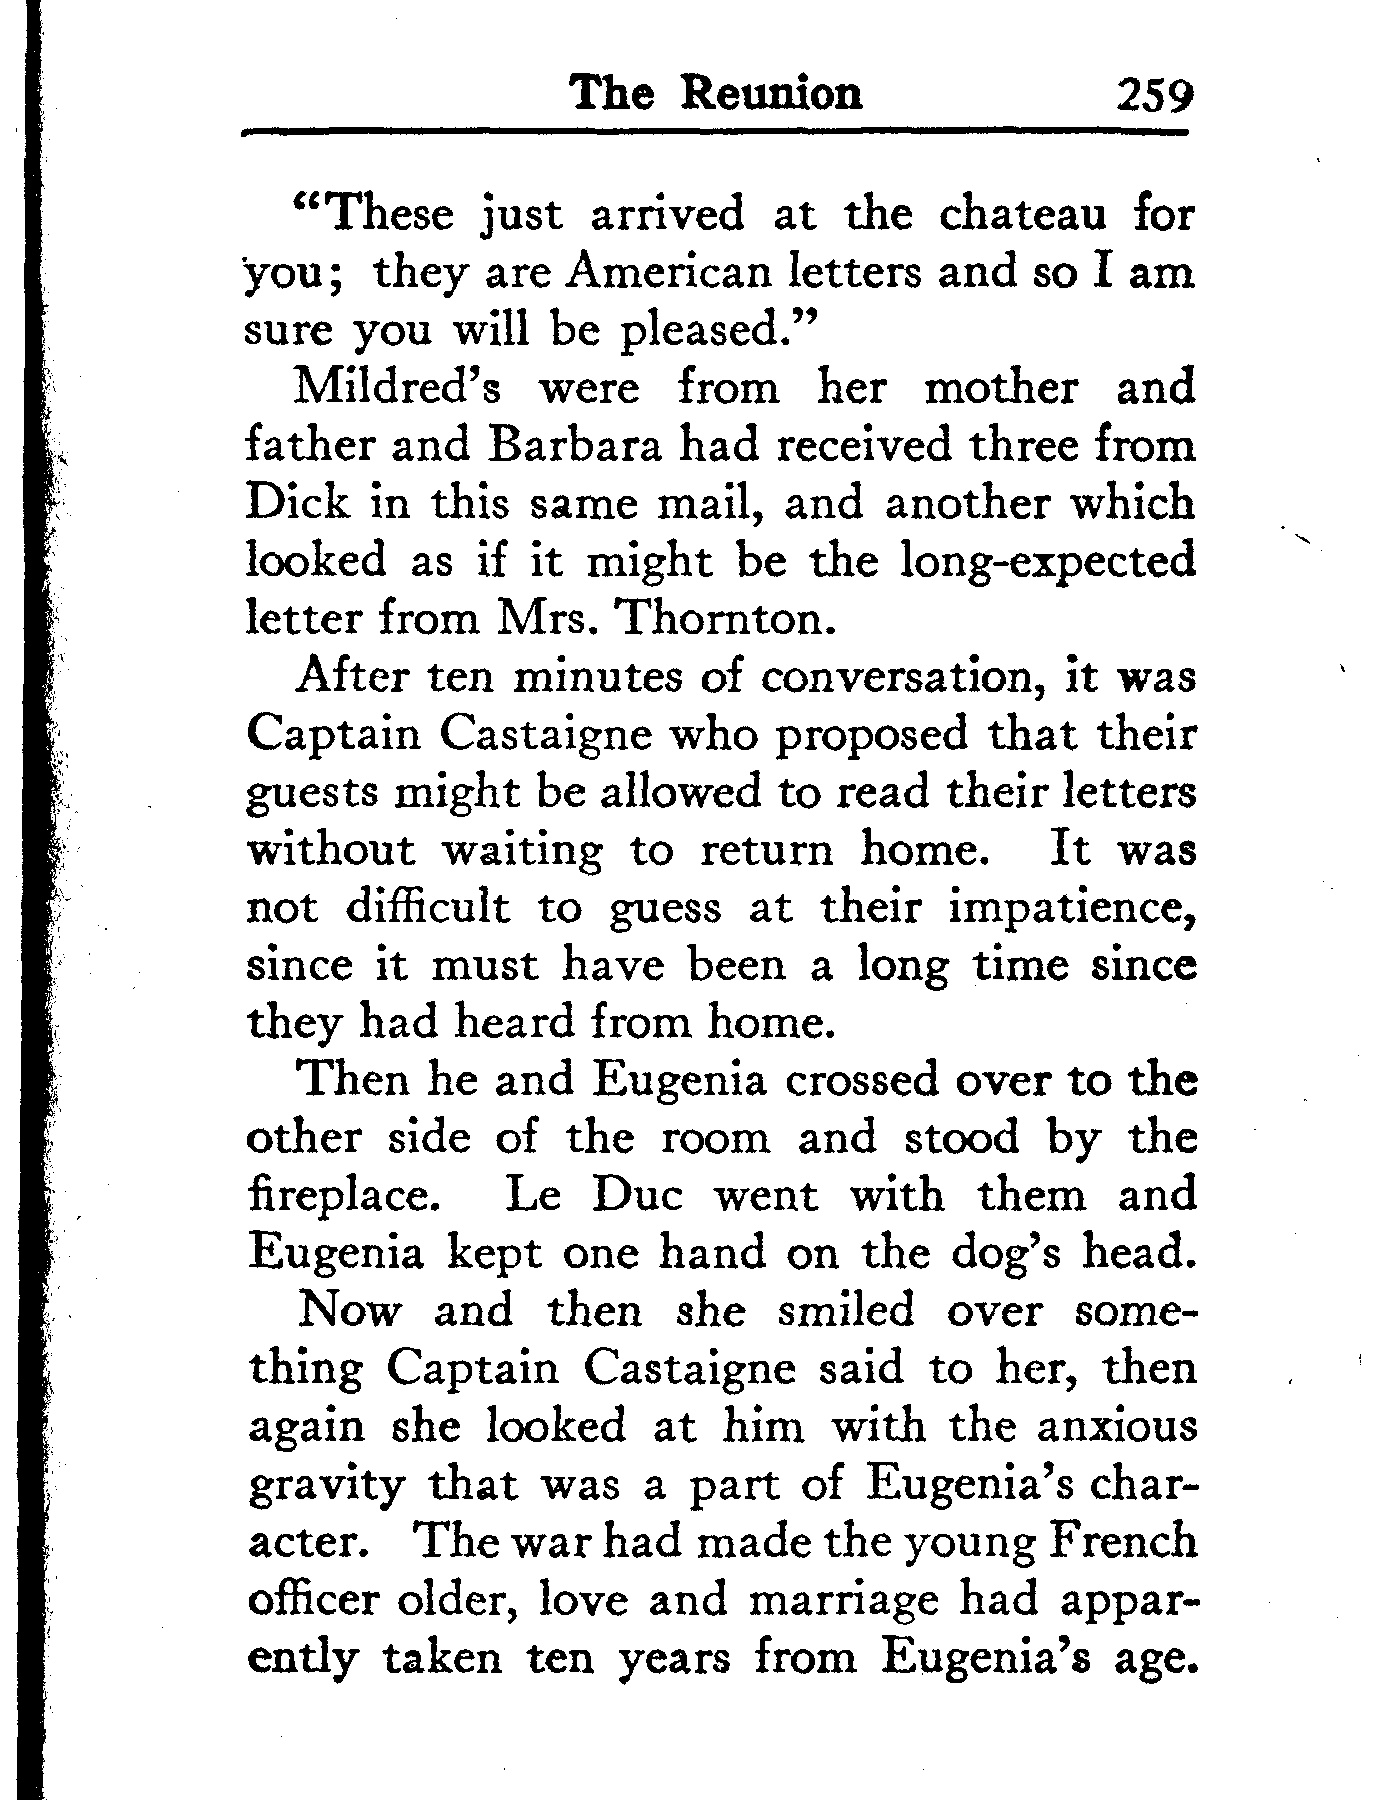 The Reunion 259
“These just arrived at the chateau for
you; they are American letters and so I am
sure you will be pleased.”
Mildred’s were from her mother and
father and Barbara had received three from
Dick in this same mail, and another which
looked as if it might be the long-expected
letter from Mrs. Thornton.
After ten minutes of conversation, it was
Captain Castaigne who proposed that their
guests might be allowed to read their letters
without waiting to return home. It was
not difficult to guess at their impatience,
since it must have been a long time since
they had heard from home.
Then he and Eugenia crossed over to the
other side of the room and stood by the
fireplace. Le Duc went with them and
Eugenia kept one hand on the dog’s head.
Now and then she smiled over some-
thing Captain Castaigne said to her, then
again she looked at him with the anxious
gravity that was a part of Eugenia’s char-
acter. The war had made the young French
officer older, love and marriage had appar-
ently taken ten years from Eugenia’s age.